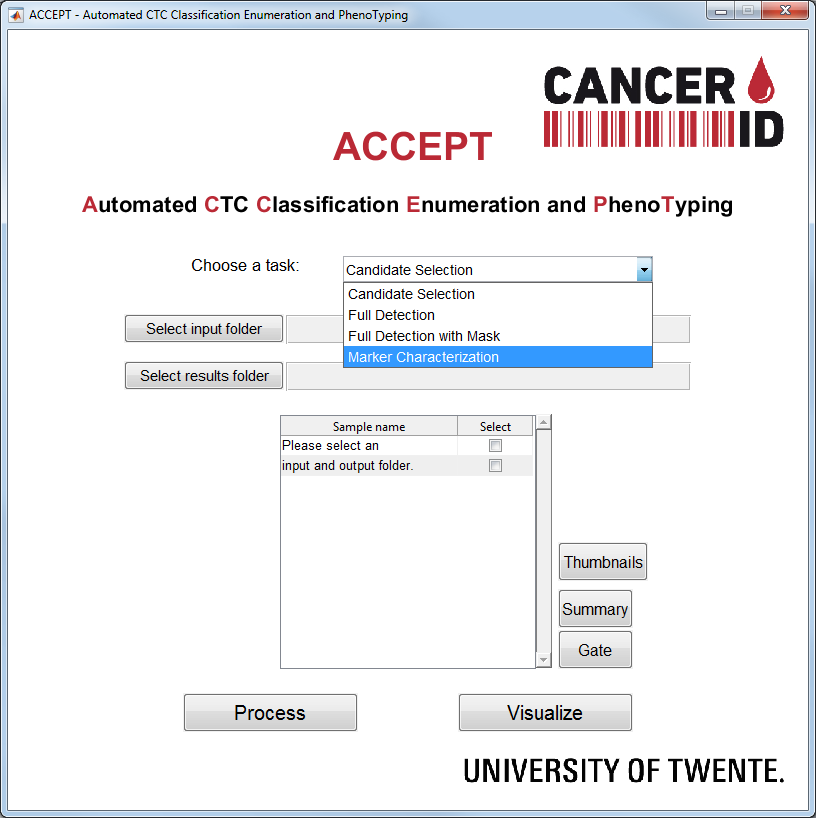 ACCEPT - Automated CTC Classification Enumeration and PhenoTyping
CANCER
ID
ACCEPT
Automated CTC Classification Enumeration and PhenoTyping
Choose a task:
Candidate Selection
Candidate Selection
Full Detection
Full Detection with Mask
Marker Characterization
Select input folder
Select results folder
Sample name Select
Please select an
input and output folder.
Thumbnails
Summary
Gate
Process
Visualize
UNIVERSITY OF TWENTE.